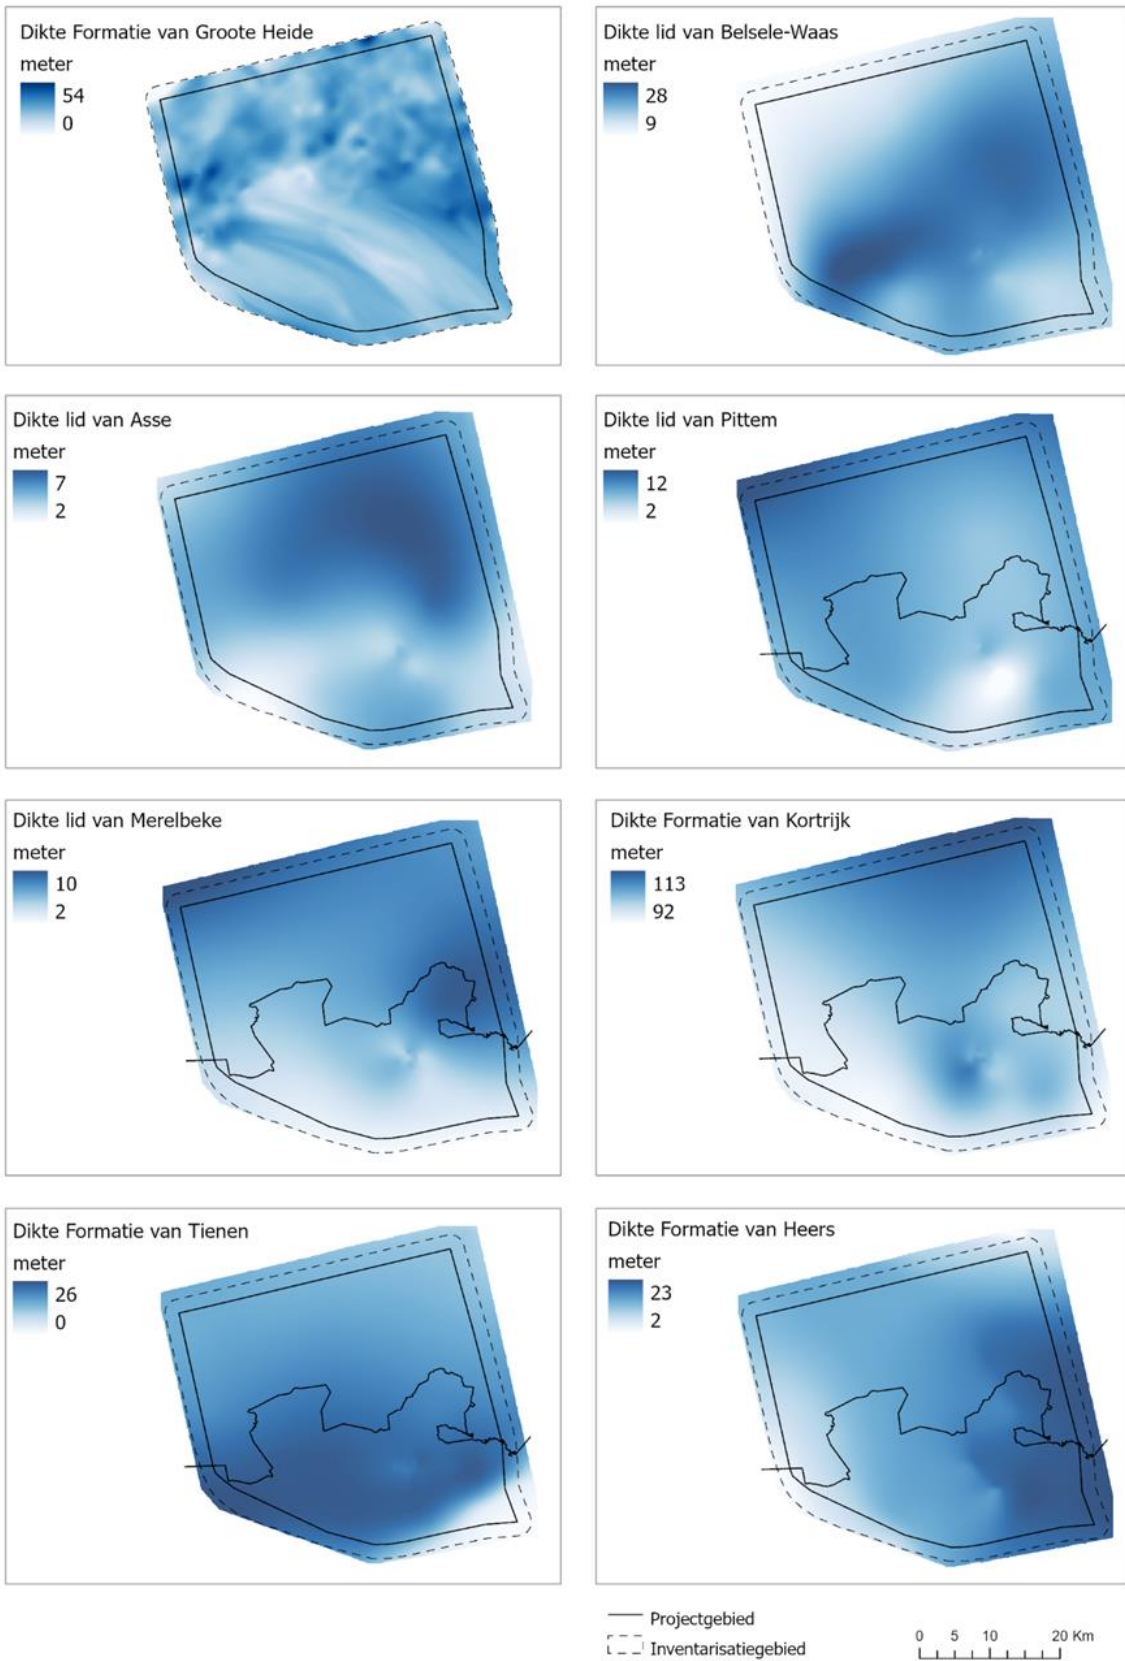 Dikte Formatie van Groote Heide
meter
54
0
Dikte lid van Belsele-Waas
meter
28
9
Dikte lid van Asse
meter
7
2
Dikte lid van Pittem
meter
12
2
Dikte lid van Merelbeke
meter
10
2
Dikte Formatie van Kortrijk
meter
113
92
Dikte Formatie van Tienen
meter
26
0
Dikte Formatie van Heers
meter
23
2
Projectgebied
Inventarisatiegebied
0 5 10 20 Km